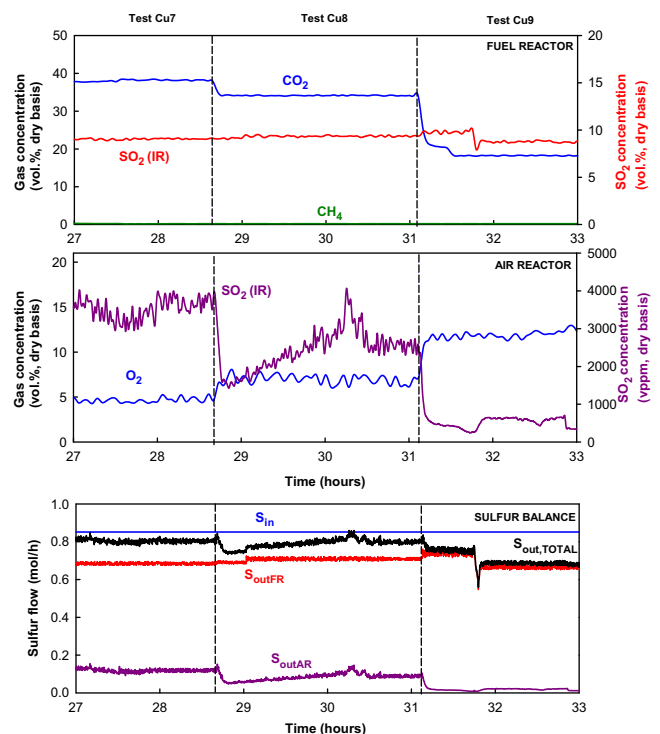 Test Cu7
Test Cu8
Test Cu9
50
40
30
20
10
0
Gas concentration
(vol.%, dry basis)
FUEL REACTOR
CO2
SO2 (IR)
CH4
20
15
10
5
0
SO2 concentration
(vol.%, dry basis)
27 28 29 30 31 32 33
20
15
10
5
0
Gas concentration
(vol.%, dry basis)
SO2 (IR)
AIR REACTOR
O2
5000
4000
3000
2000
1000
0
SO2 concentration
(vppm, dry basis)
27 28 29 30 31 32 33
Time (hours)
1.0
0.8
0.6
0.4
0.2
0.0
Sulfur flow (mol/h)
Sin
SULFUR BALANCE
Sout,TOTAL
SoutFR
SoutAR
27 28 29 30 31 32 33
Time (hours)